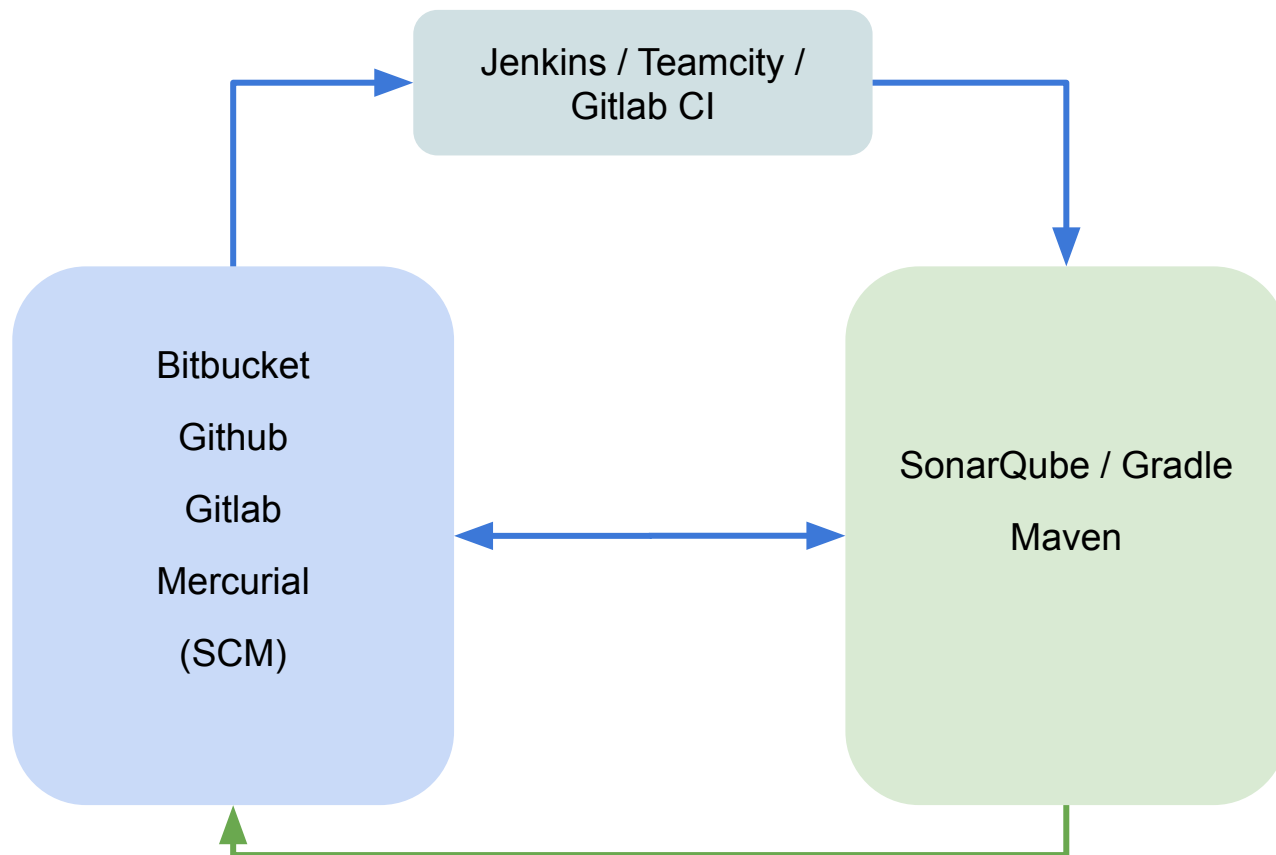 Jenkins / Teamcity /
Gitlab CI
Bitbucket
Github
Gitlab
Mercurial
(SCM)
SonarQube / Gradle
Maven